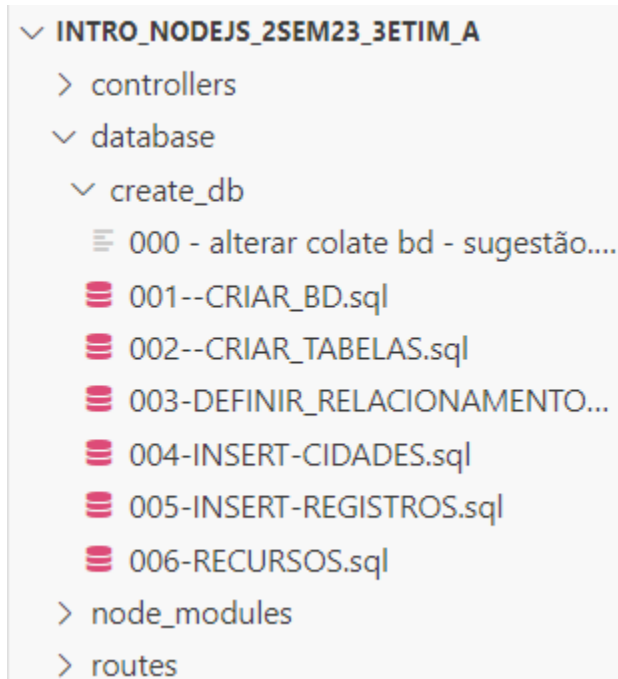 INTRO_NODEJS_2SEM23_3ETIM_A
controllers
database
create_db
000 - alterar colate bd - sugestão....
001--CRIAR_BD.sql
002--CRIAR_TABELAS.sql
003-DEFINIR_RELACIONAMENTO...
004-INSERT-CIDADES.sql
005-INSERT-REGISTROS.sql
006-RECURSOS.sql
node_modules
routes